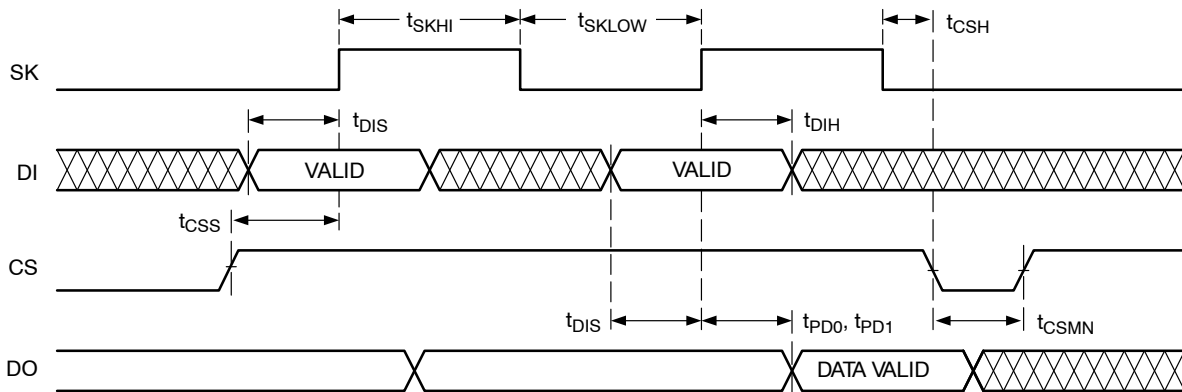 tSKHI tSKLOW tCSH
SK
tDIS tDIH
DI VALID VALID
tCSS
CS
tDIS tPD0, tPD1 tCSMN
DO DATA VALID